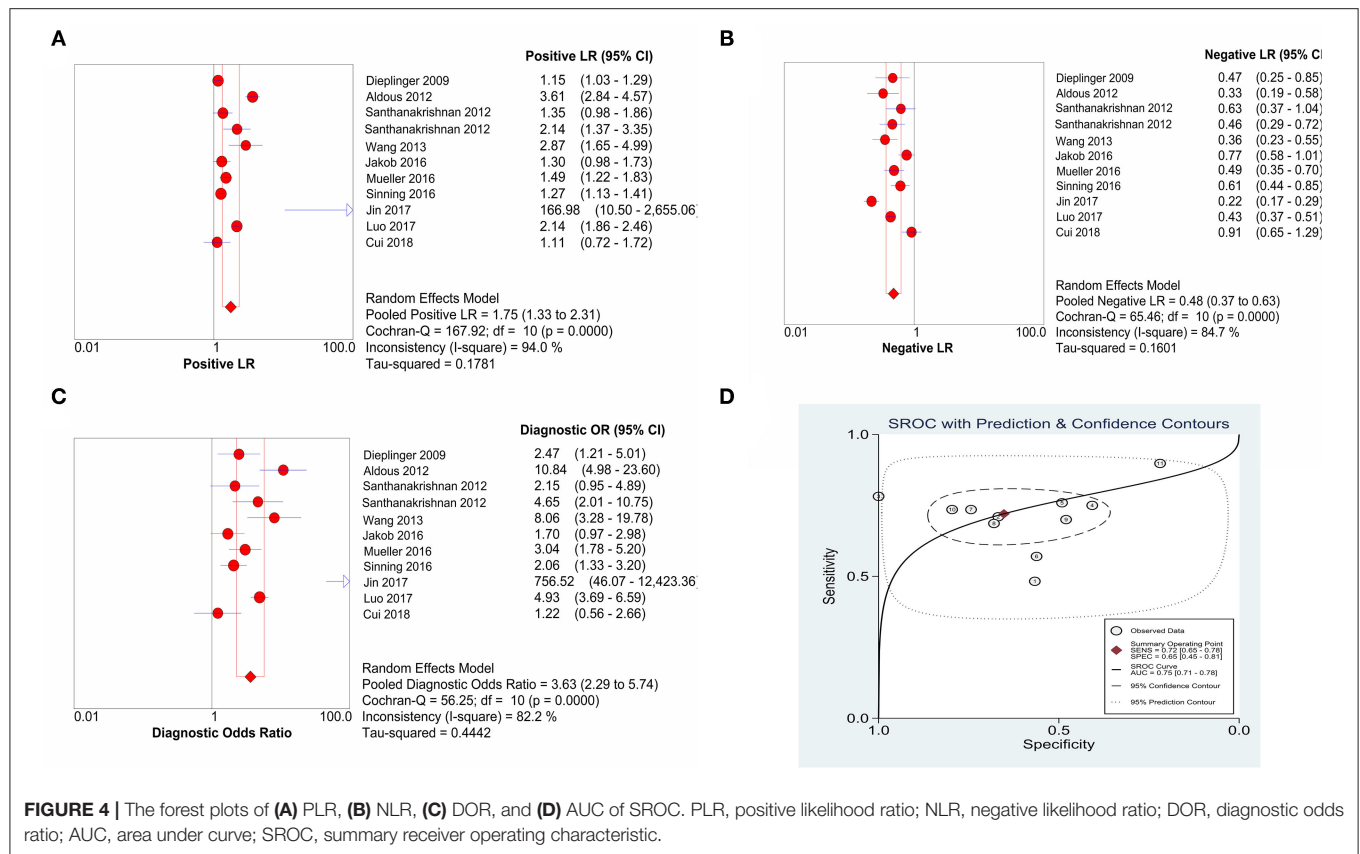 A
Positive LR (95% CI)
Dieplinger 2009 1.15 (1.03 - 1.29)
Aldous 2012 3.61 (2.84 - 4.57)
Santhanakrishnan 2012 1.35 (0.98 - 1.86)
Santhanakrishnan 2012 2.14 (1.37 - 3.35)
Wang 2013 2.87 (1.65 - 4.99)
Jakob 2016 1.30 (0.98 - 1.73)
Mueller 2016 1.49 (1.22 - 1.83)
Sinning 2016 1.27 (1.13 - 1.41)
Jin 2017 166.98 (10.50 - 2,655.06)
Luo 2017 2.14 (1.86 - 2.46)
Cui 2018 1.11 (0.72 - 1.72)
Random Effects Model
Pooled Positive LR = 1.75 (1.33 to 2.31)
Cochran-Q = 167.92; df = 10 (p = 0.0000)
Inconsistency (I-square) = 94.0 %
Tau-squared = 0.1781
0.01 1 100.0
Positive LR
B
Negative LR (95% CI
Dieplinger 2009 0.47 (0.25 - 0.85)
Aldous 2012 0.33 (0.19 - 0.58)
Santhanakrishnan 2012 0.63 (0.37 - 1.04)
Santhanakrishnan 2012 0.46 (0.29 - 0.72)
Wang 2013 0.36 (0.23 - 0.55)
Jakob 2016 0.77 (0.58 - 1.01)
Mueller 2016 0.49 (0.35 - 0.70)
Sinning 2016 0.61 (0.44 - 0.85)
Jin 2017 0.22 (0.17 - 0.29)
Luo 2017 0.43 (0.37 - 0.51)
Cui 2018 0.91 (0.65 - 1.29)
Random Effects Model
Pooled Negative LR = 0.48 (0.37 to 0.63)
Cochran-Q = 65.46; df = 10 (p = 0.0000)
Inconsistency (I-square) = 84.7 %
Tau-squared = 0.1601
0.01 1 100.0
Negative LR
C
Diagnostic OR (95% CI)
Dieplinger 2009 2.47 (1.21 - 5.01)
Aldous 2012 10.84 (4.98 - 23.60)
Santhanakrishnan 2012 2.15 (0.95 - 4.89)
Santhanakrishnan 2012 4.65 (2.01 - 10.75)
Wang 2013 8.06 (3.28 - 19.78)
Jakob 2016 1.70 (0.97 - 2.98)
Mueller 2016 3.04 (1.78 - 5.20)
Sinning 2016 2.06 (1.33 - 3.20)
Jin 2017 756.52 (46.07 - 12,423.36)
Luo 2017 4.93 (3.69 - 6.59)
Cui 2018 1.22 (0.56 - 2.66)
Random Effects Model
Pooled Diagnostic Odds Ratio = 3.63 (2.29 to 5.74)
Cochran-Q = 56.25; df = 10 (p = 0.0000)
Inconsistency (I-square) = 82.2 %
Tau-squared = 0.4442
0.01 1 100.0
Diagnostic Odds Ratio
D
SROC with Prediction & Confidence Contours
1.0
0.5
0.0
Sensitivity
11
10
7
8
4
9
6
1
Observed Data
Summary Operating Point
SENS = 0.72 [0.65 - 0.78]
SPEC = 0.65 [0.45 - 0.81]
SROC Curve
AUC = 0.75 [0.71 - 0.78]
95% Confidence Contour
95% Prediction Contour
1.0 0.5 0.0
Specificity
FIGURE 4 | The forest plots of (A) PLR, (B) NLR, (C) DOR, and (D) AUC of SROC. PLR, positive likelihood ratio; NLR, negative likelihood ratio; DOR, diagnostic odds
ratio; AUC, area under curve; SROC, summary receiver operating characteristic.